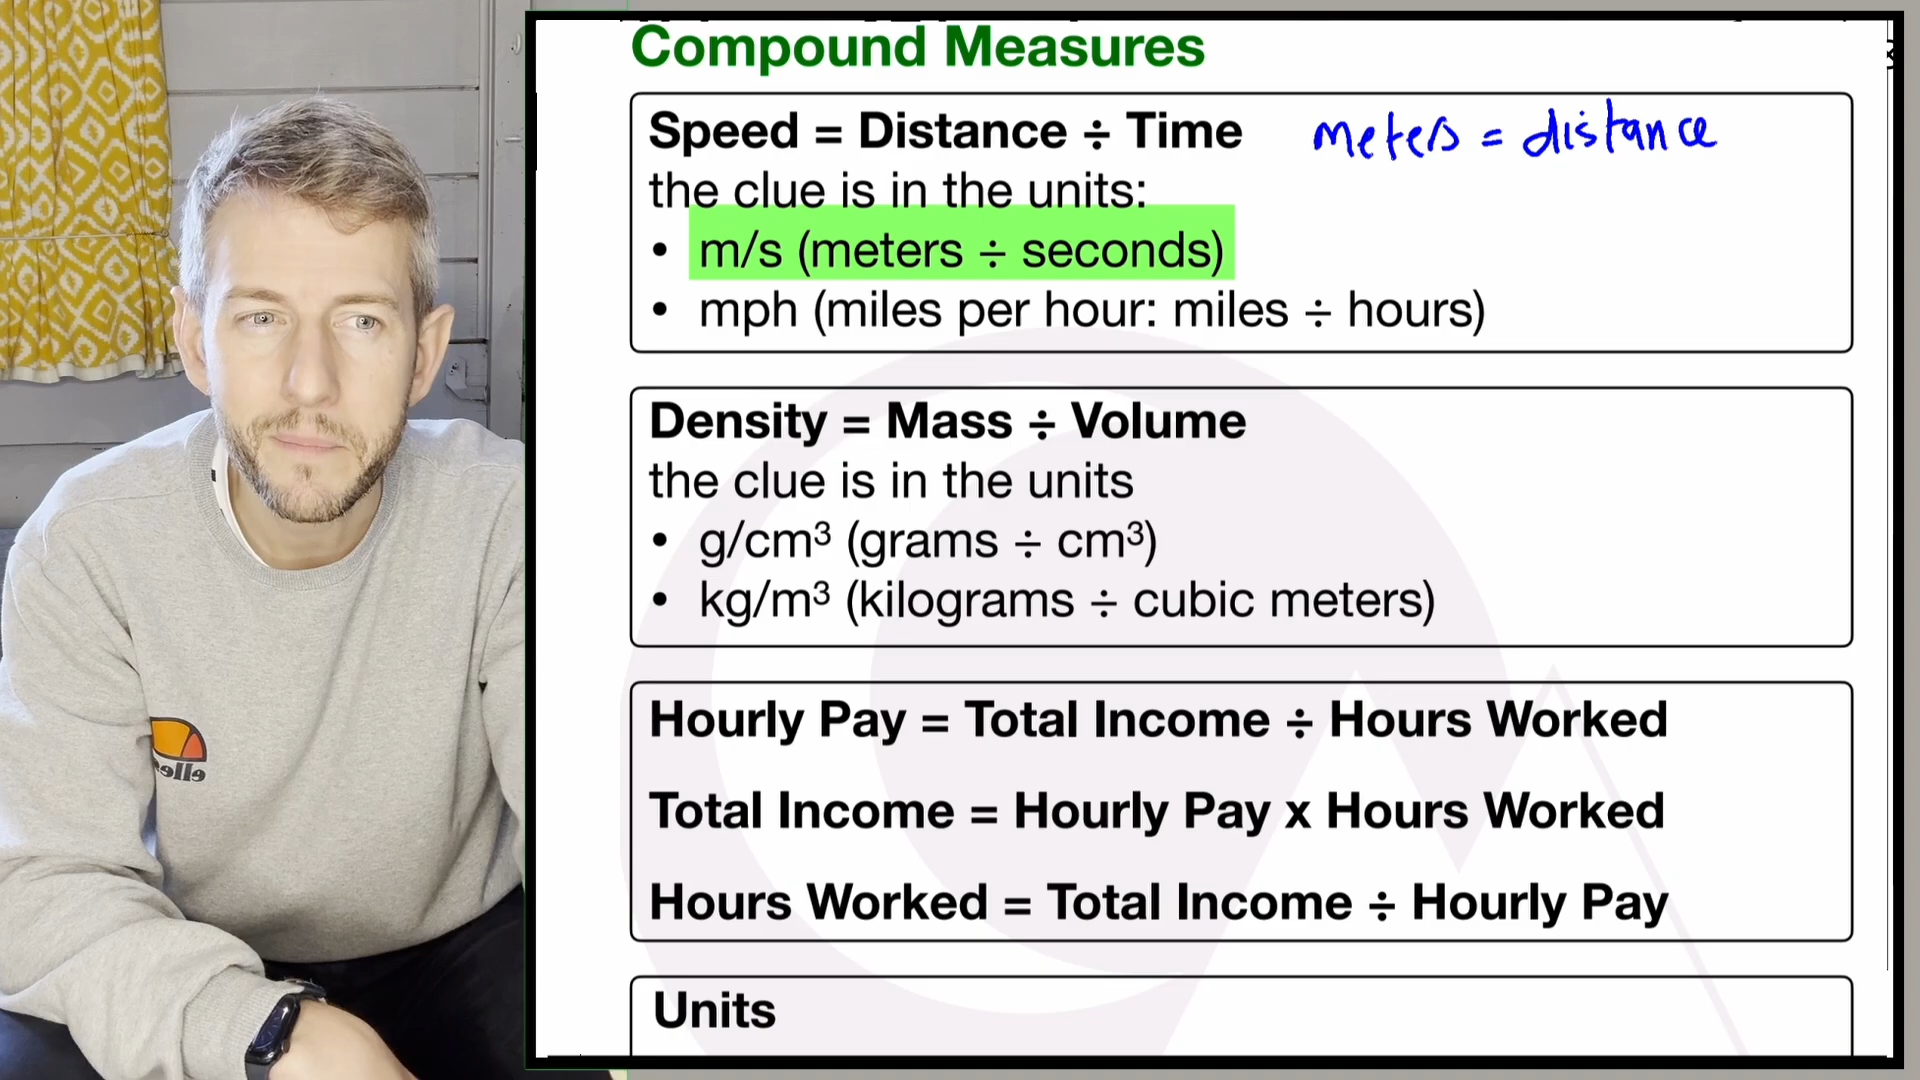 Compound Measures
Speed = Distance ÷ Time meters = distance
the clue is in the units:
• m/s (meters ÷ seconds)
• mph (miles per hour: miles ÷ hours)
Density = Mass ÷ Volume
the clue is in the units
• g/cm³ (grams ÷ cm³)
• kg/m³ (kilograms ÷ cubic meters)
Hourly Pay = Total Income ÷ Hours Worked
Total Income = Hourly Pay x Hours Worked
Hours Worked = Total Income ÷ Hourly Pay
Units
elle